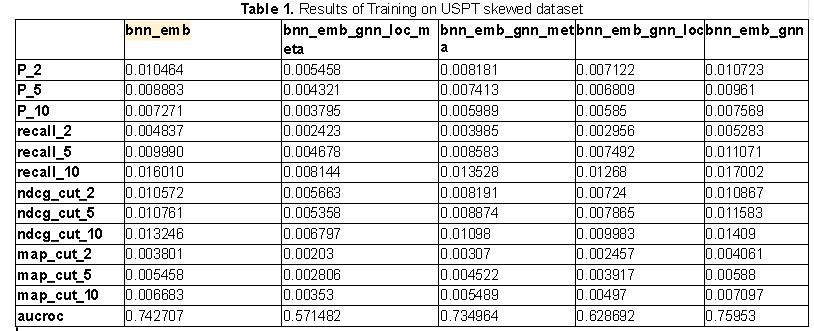 Table 1. Results of Training on USPT skewed dataset
bnn_emb bnn_emb_gnn_loc_m bnn_emb_gnn_met bnn_emb_gnn_loc bnn_emb_gnn
eta a
P_2 0.010464 0.005458 0.008181 0.007122 0.010723
P_5 0.008883 0.004321 0.007413 0.006809 0.00961
P_10 0.007271 0.003795 0.005989 0.00585 0.007569
recall_2 0.004837 0.002423 0.003985 0.002956 0.005283
recall_5 0.009990 0.004678 0.008583 0.007492 0.011071
recall_10 0.016010 0.008144 0.013528 0.01268 0.017002
ndcg_cut_2 0.010572 0.005663 0.008191 0.00724 0.010867
ndcg_cut_5 0.010761 0.005358 0.008874 0.007865 0.011583
ndcg_cut_10 0.013246 0.006797 0.01098 0.009983 0.01409
map_cut_2 0.003801 0.00203 0.00307 0.002457 0.004061
map_cut_5 0.005458 0.002806 0.004522 0.003917 0.00588
map_cut_10 0.006683 0.00353 0.005489 0.00497 0.007097
aucroc 0.742707 0.571482 0.734964 0.628692 0.75953